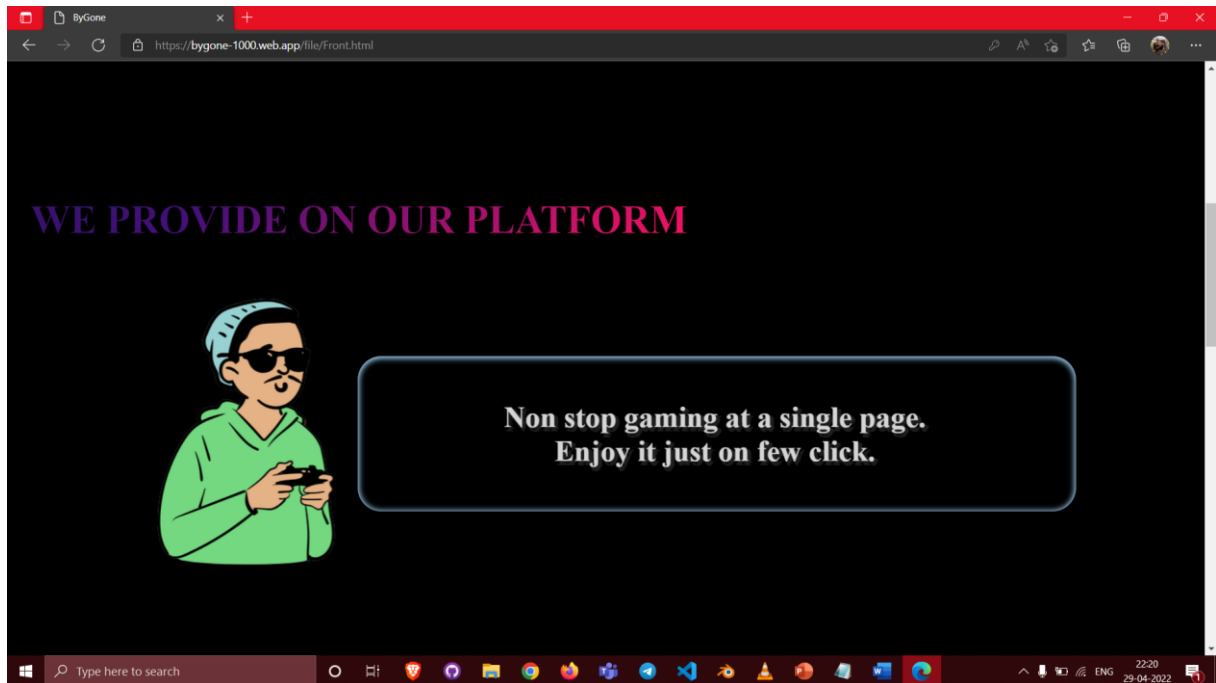 ByGone
https://bygone-1000.web.app/file/Front.html
WE PROVIDE ON OUR PLATFORM
Non stop gaming at a single page.
Enjoy it just on few click.
Type here to search
ENG
22:20
29-04-2022
1